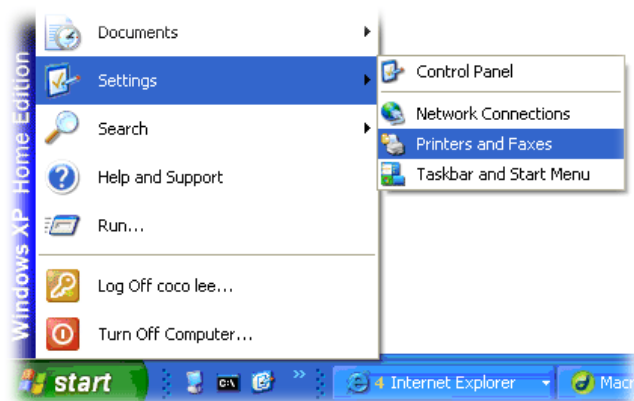 Windows XP Home Edition
Documents
Settings
Search
Help and Support
Run...
Log Off coco lee...
Turn Off Computer...
Control Panel
Network Connections
Printers and Faxes
Taskbar and Start Menu
start
4 Internet Explorer
Macr